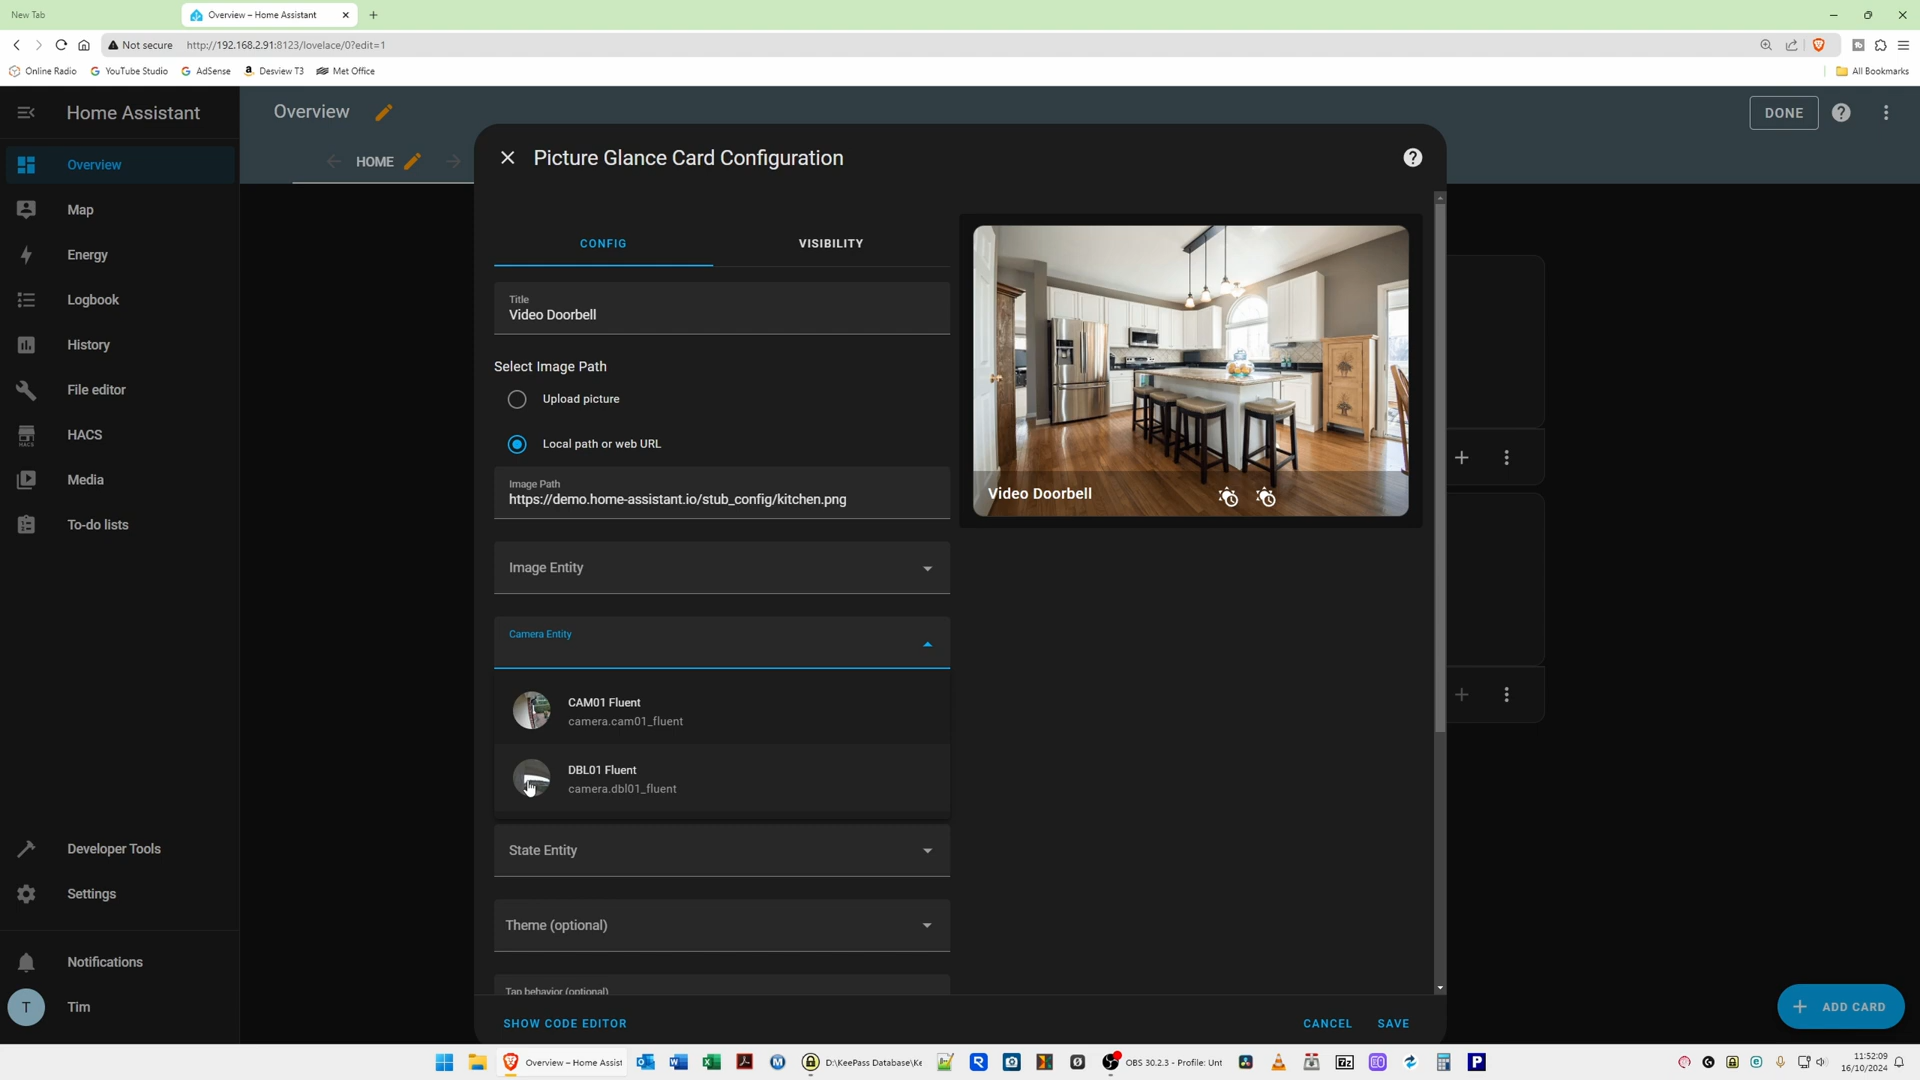 New Tab
Overview – Home Assistant
Not secure
http://192.168.2.91:8123/lovelace/0?edit=1
Online Radio
YouTube Studio
AdSense
Desview T3
Met Office
All Bookmarks
Home Assistant
Overview
DONE
HOME
Overview
Map
Energy
Logbook
History
File editor
HACS
HACS
Media
To-do lists
Developer Tools
Settings
Notifications
T
Tim
Picture Glance Card Configuration
CONFIG
VISIBILITY
Title
Video Doorbell
Select Image Path
Upload picture
Local path or web URL
Image Path
https://demo.home-assistant.io/stub_config/kitchen.png
Image Entity
Camera Entity
CAM01 Fluent
camera.cam01_fluent
DBL01 Fluent
camera.dbl01_fluent
State Entity
Theme (optional)
Tap behavior (optional)
Video Doorbell
SHOW CODE EDITOR
CANCEL
SAVE
ADD CARD
Overview – Home Assist
D:\KeePass Database\Ke
OBS 30.2.3 - Profile: Unt
7z
P
11:52:09
16/10/2024